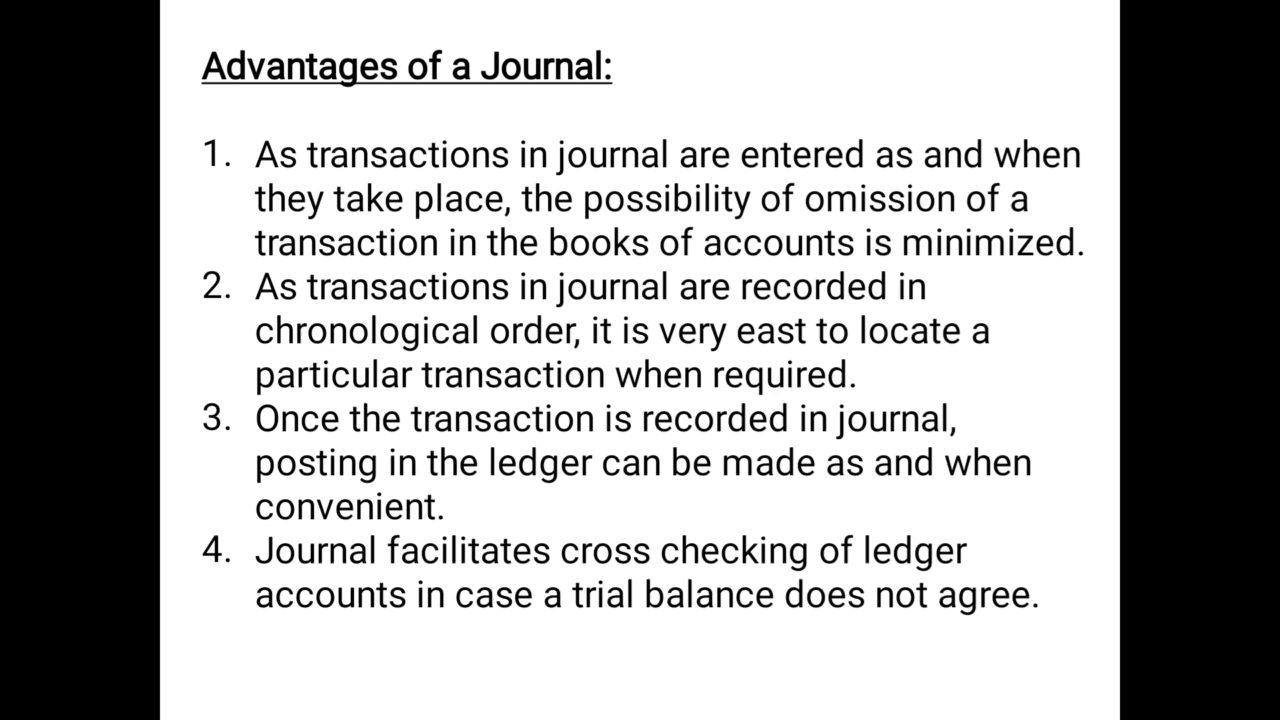 Advantages of a Journal:
1. As transactions in journal are entered as and when
they take place, the possibility of omission of a
transaction in the books of accounts is minimized.
2. As transactions in journal are recorded in
chronological order, it is very east to locate a
particular transaction when required.
3. Once the transaction is recorded in journal,
posting in the ledger can be made as and when
convenient.
4. Journal facilitates cross checking of ledger
accounts in case a trial balance does not agree.